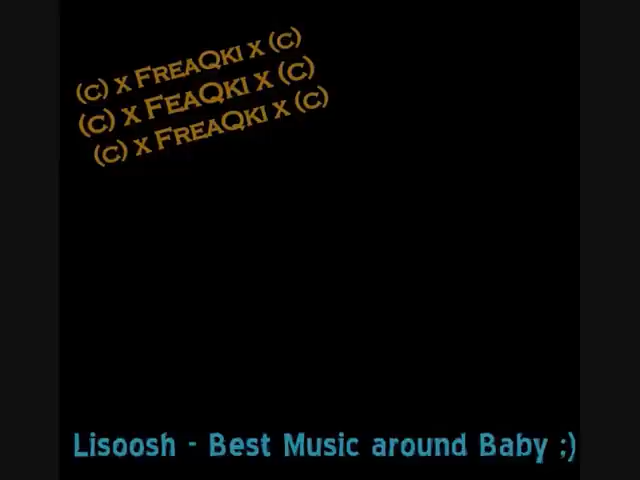 (c) x FreaQki x (c)
(c) x FeaQki x (c)
(c) x FreaQki x (c)
Lisoosh - Best Music around Baby ;)